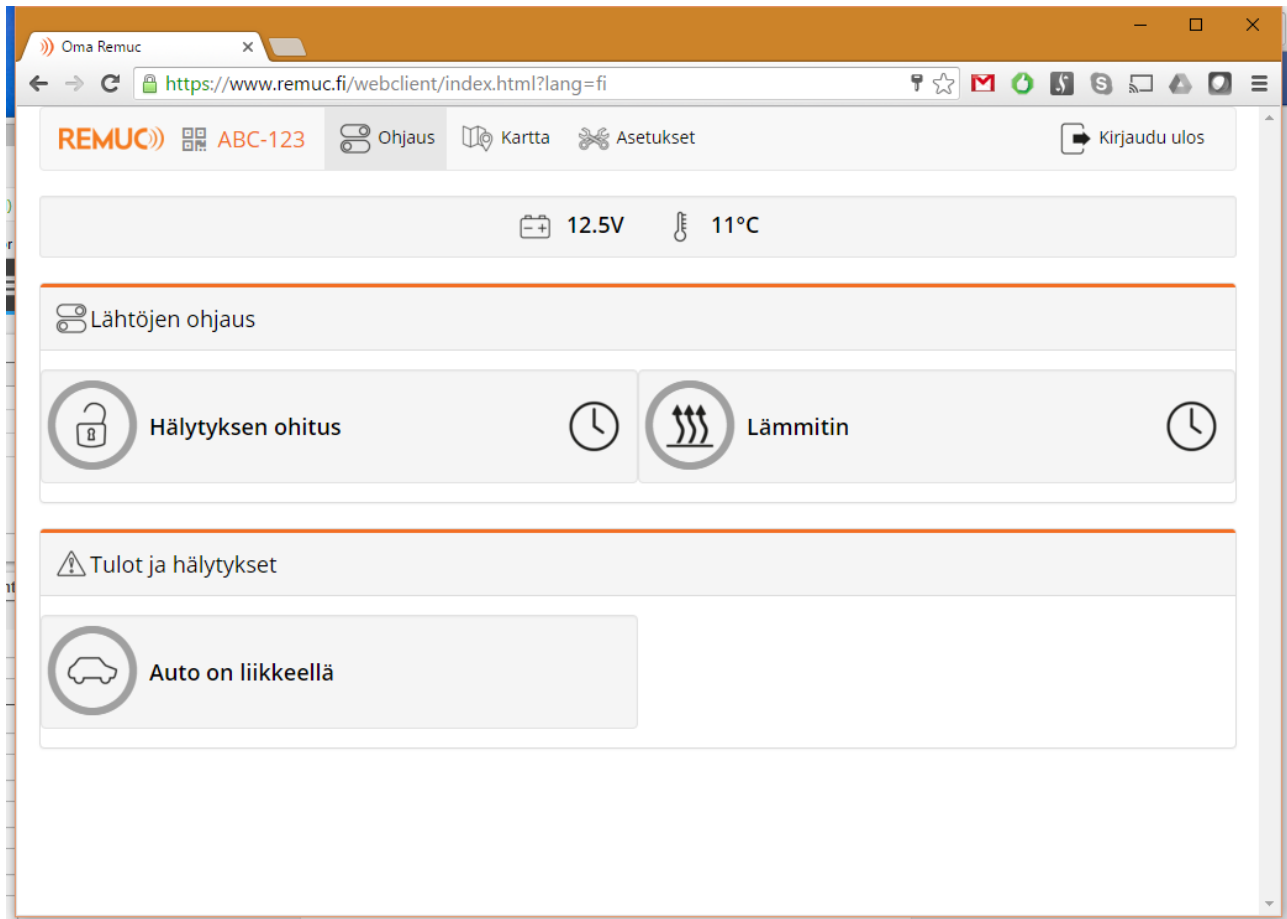 Oma Remuc
https://www.remuc.fi/webclient/index.html?lang=fi
REMUC ABC-123 Ohjaus Kartta Asetukset Kirjaudu ulos
12.5V 11°C
Lähtöjen ohjaus
Hälytyksen ohitus Lämmitin
Tulot ja hälytykset
Auto on liikkeellä